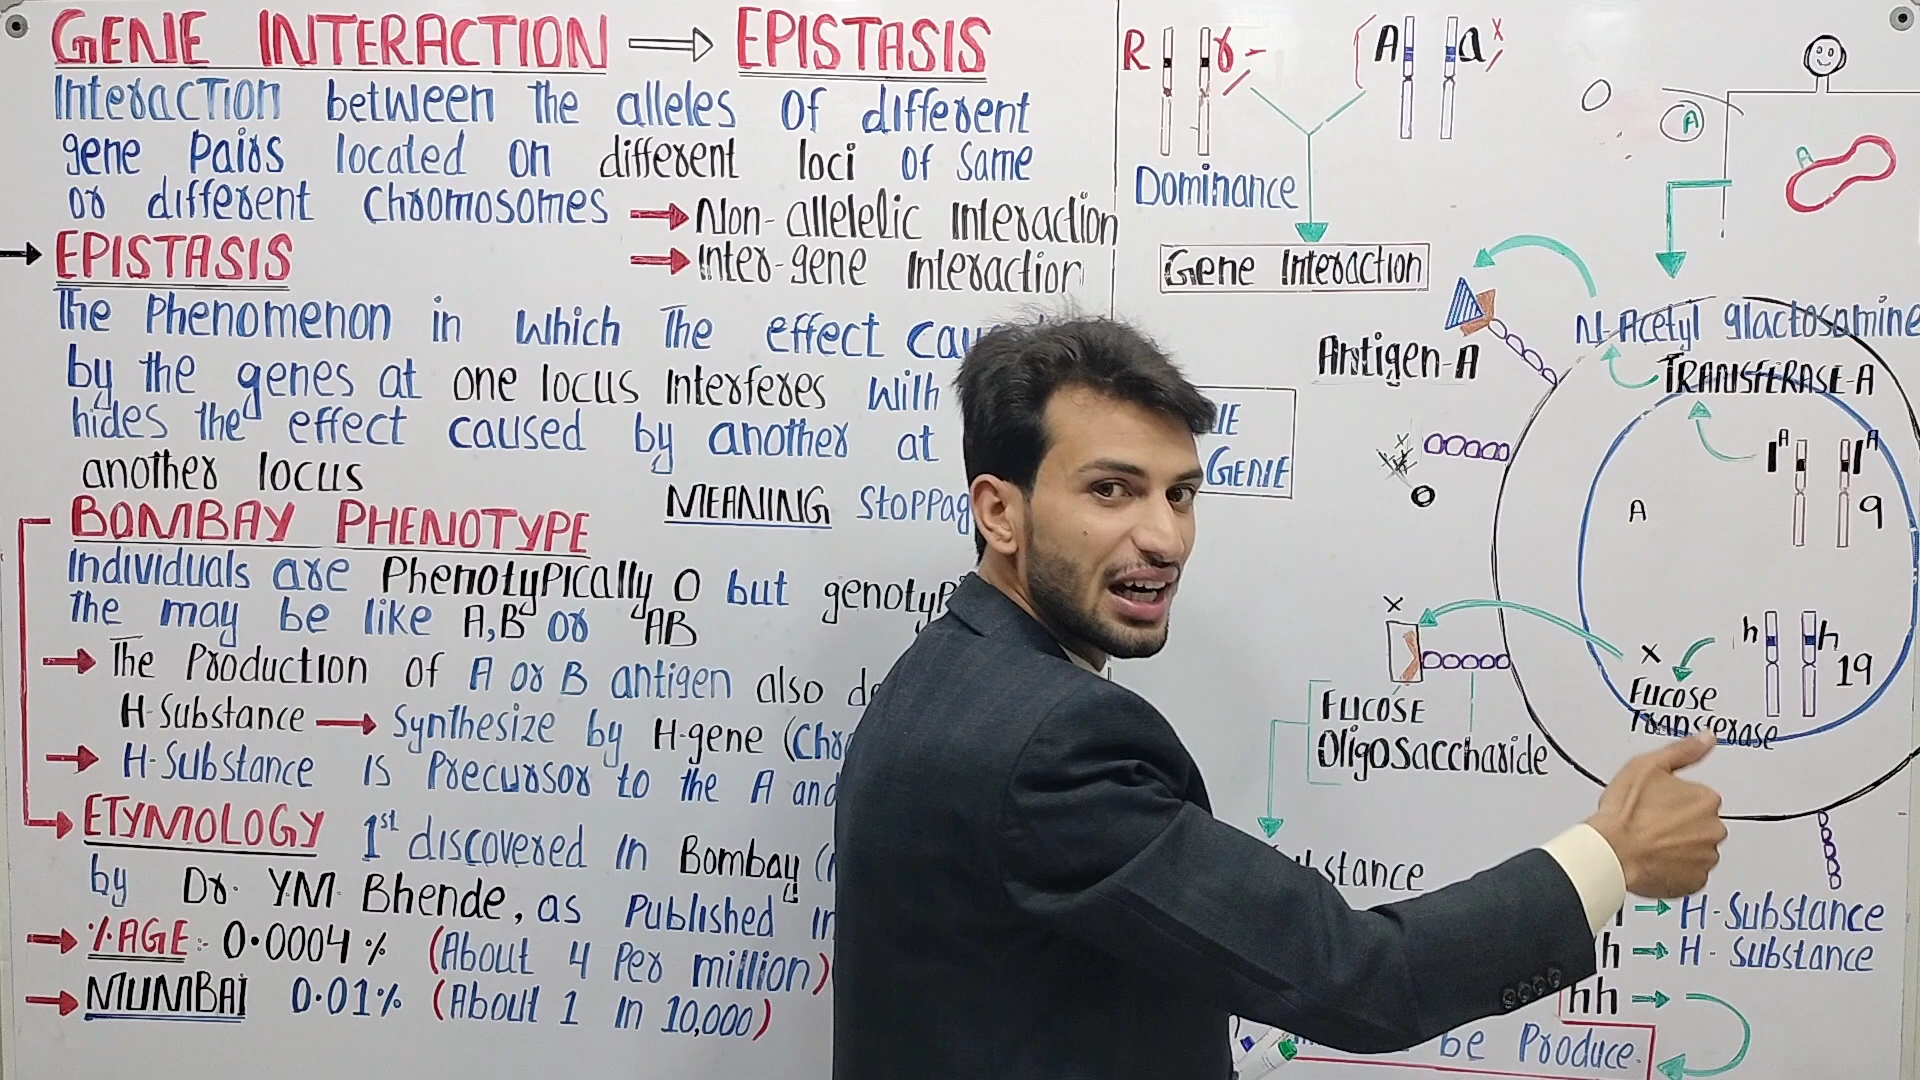 GENE INTERACTION → EPISTASIS
Interaction between the alleles of different
gene pairs located on different loci of same
or different chromosomes → Non-allelelic interaction
→ Inter-gene interaction
→ EPISTASIS
The phenomenon in which the effect
by the genes at one locus interferes with
hides the effect caused by another at
another locus
MEANING
BOMBAY PHENOTYPE
Individuals are phenotypically O but
the may be like A,B or AB
→ The production of A or B antigen also
H-Substance → Synthesize by H-gene
→ H-Substance is precursor to the A and
ETYMOLOGY 1st discovered in Bombay
by Dr. Y.M. Bhende, as published in
→ %AGE:- 0.0004% (About 4 per million)
→ MUMBAI 0.01% (About 1 in 10,000)
R r
A a x
Dominance
Gene Interaction
A
A
N-Acetyl glactosamine
TRANSFERASE-A
Antigen-A
GENE
x
O
A
I^A I^A
9
x
x
h h
19
Fucose
Transferase
FUCOSE
Oligosaccharide
→ H-Substance
h → H-Substance
hh →
be Produce.